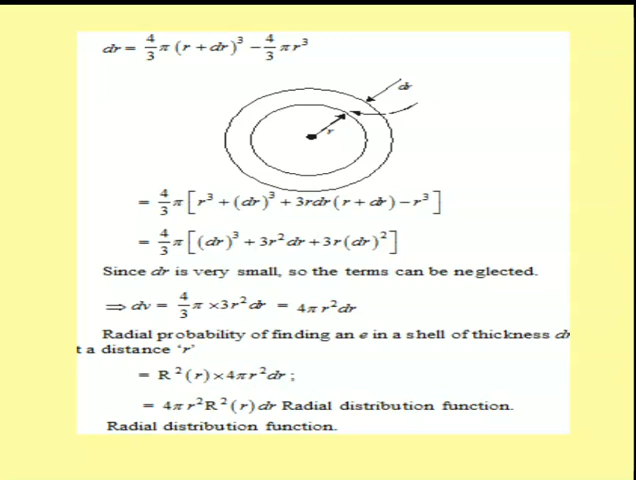 dr = 4/3 π (r + dr)³ − 4/3 π r³
dr
r
= 4/3 π [r³ + (dr)³ + 3rdr(r + dr) − r³]
= 4/3 π [(dr)³ + 3r²dr + 3r(dr)²]
Since dr is very small, so the terms can be neglected.
⇒ dv = 4/3 π ×3r²dr = 4πr²dr
Radial probability of finding an e in a shell of thickness dr
t a distance ‘r’
= R²(r)×4πr²dr ;
= 4πr²R²(r)dr Radial distribution function.
Radial distribution function.